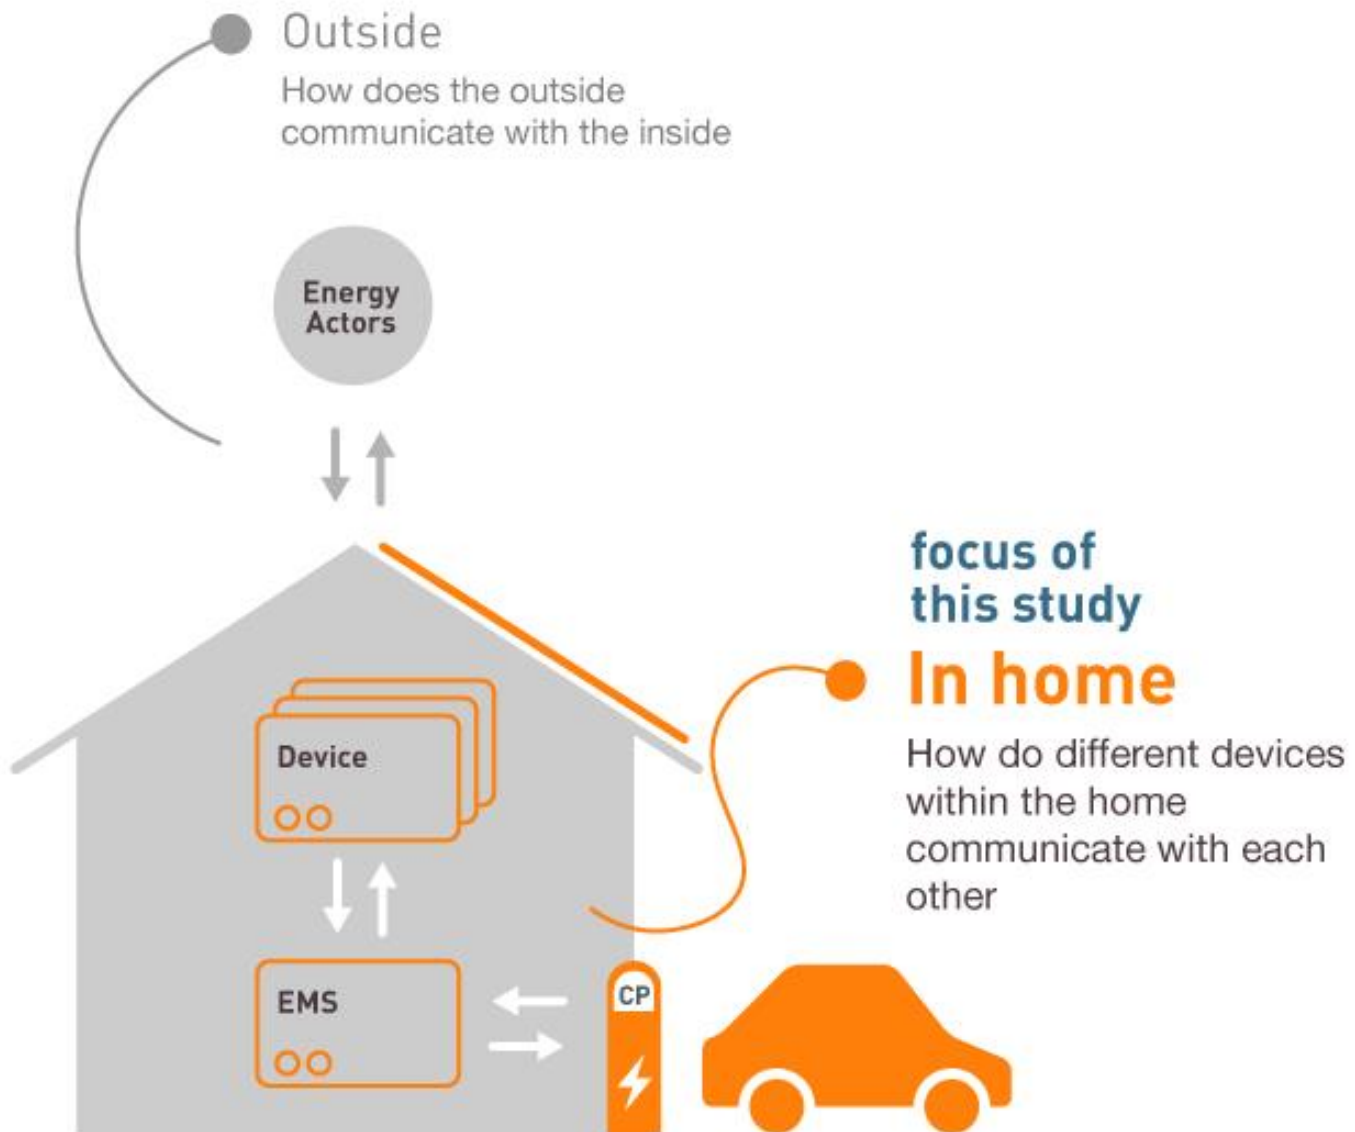 Outside
How does the outside
communicate with the inside
Energy
Actors
focus of
this study
In home
How do different devices
within the home
communicate with each
other
Device
EMS
CP